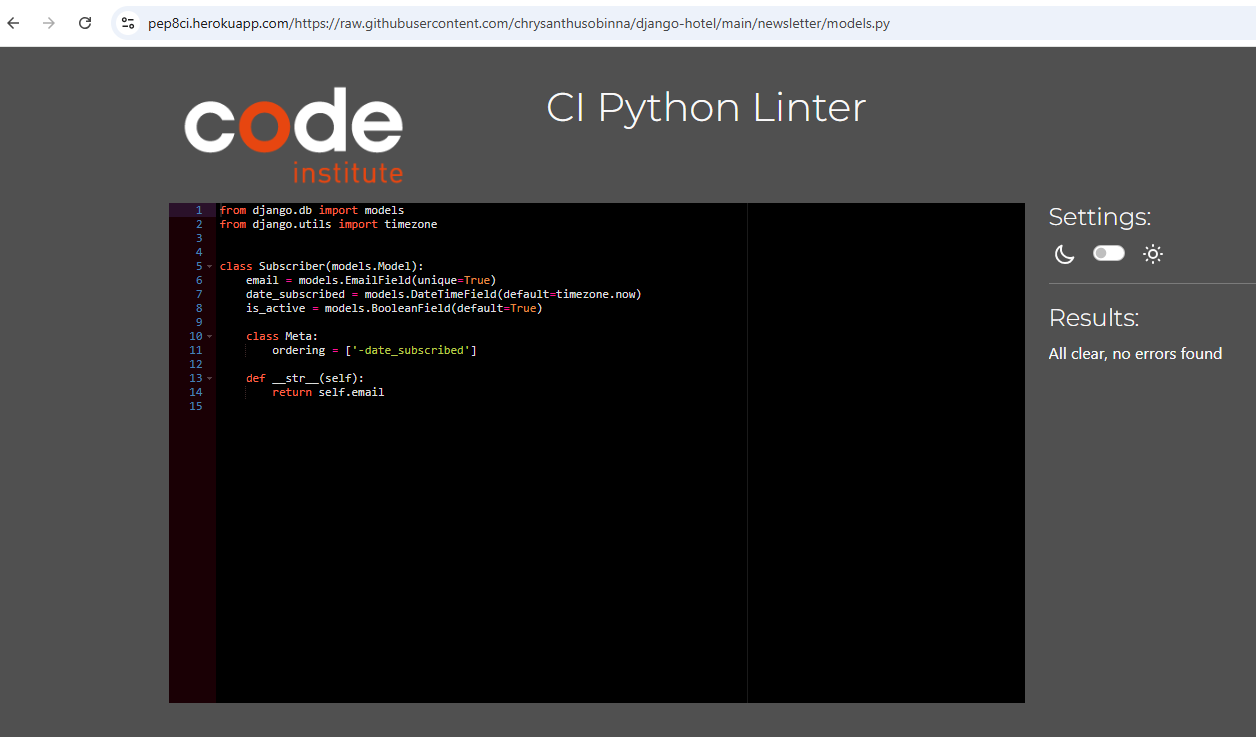 pep8ci.herokuapp.com/https://raw.githubusercontent.com/chrysanthusobinna/django-hotel/main/newsletter/models.py
code
institute
CI Python Linter
1 from django.db import models
2 from django.utils import timezone
3
4
5 class Subscriber(models.Model):
6     email = models.EmailField(unique=True)
7     date_subscribed = models.DateTimeField(default=timezone.now)
8     is_active = models.BooleanField(default=True)
9
10     class Meta:
11         ordering = ['-date_subscribed']
12
13     def __str__(self):
14         return self.email
15
Settings:
Results:
All clear, no errors found